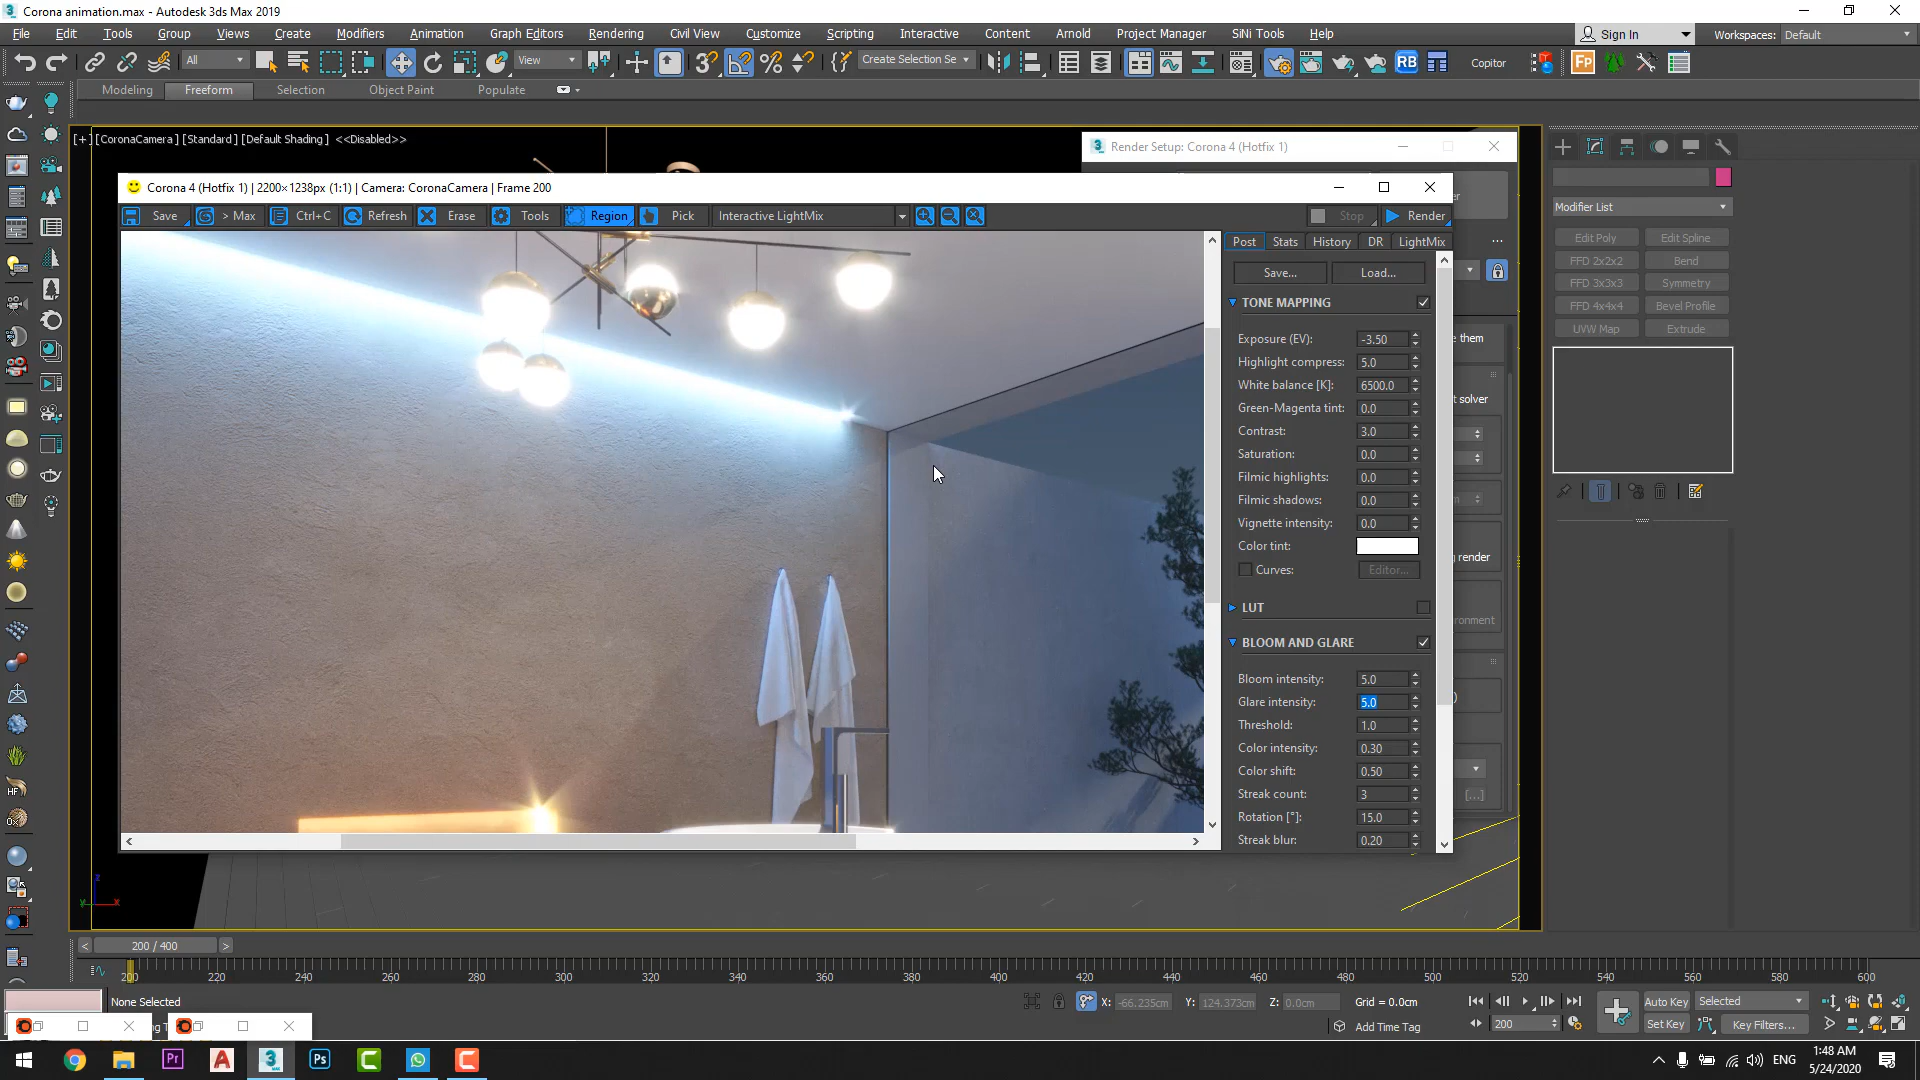 Corona animation.max - Autodesk 3ds Max 2019
File Edit Tools Group Views Create Modifiers Animation Graph Editors Rendering Civil View Customize Scripting Interactive Content Arnold Project Manager SiNi Tools Help
Sign In
Workspaces: Default
All
View
Create Selection Se
RB
Copitor
Fp
Modeling Freeform Selection Object Paint Populate
[+] [CoronaCamera] [Standard] [Default Shading] <<Disabled>>
Render Setup: Corona 4 (Hotfix 1)
Corona 4 (Hotfix 1) | 2200×1238px (1:1) | Camera: CoronaCamera | Frame 200
Save > Max Ctrl+C Refresh Erase Tools Region Pick Interactive LightMix Stop Render
Post Stats History DR LightMix
Save... Load...
TONE MAPPING
Exposure (EV): -3.50
Highlight compress: 5.0
White balance [K]: 6500.0
Green-Magenta tint: 0.0
Contrast: 3.0
Saturation: 0.0
Filmic highlights: 0.0
Filmic shadows: 0.0
Vignette intensity: 0.0
Color tint:
Curves: Editor...
LUT
BLOOM AND GLARE
Bloom intensity: 5.0
Glare intensity: 5.0
Threshold: 1.0
Color intensity: 0.30
Color shift: 0.50
Streak count: 3
Rotation [°]: 15.0
Streak blur: 0.20
...
e them
t solver
g render
[...]
Modifier List
Edit Poly Edit Spline
FFD 2x2x2 Bend
FFD 3x3x3 Symmetry
FFD 4x4x4 Bevel Profile
UVW Map Extrude
HF
z
y x
< 200 / 400 >
200 220 240 260 280 300 320 340 360 380 400 420 440 460 480 500 520 540 560 580 600
None Selected
X: -66.235cm Y: 124.373cm Z: 0.0cm Grid = 0.0cm
Add Time Tag
200
Auto Key Selected
Set Key Key Filters...
Pr A 3 MAX Ps C C
ENG
1:48 AM
5/24/2020